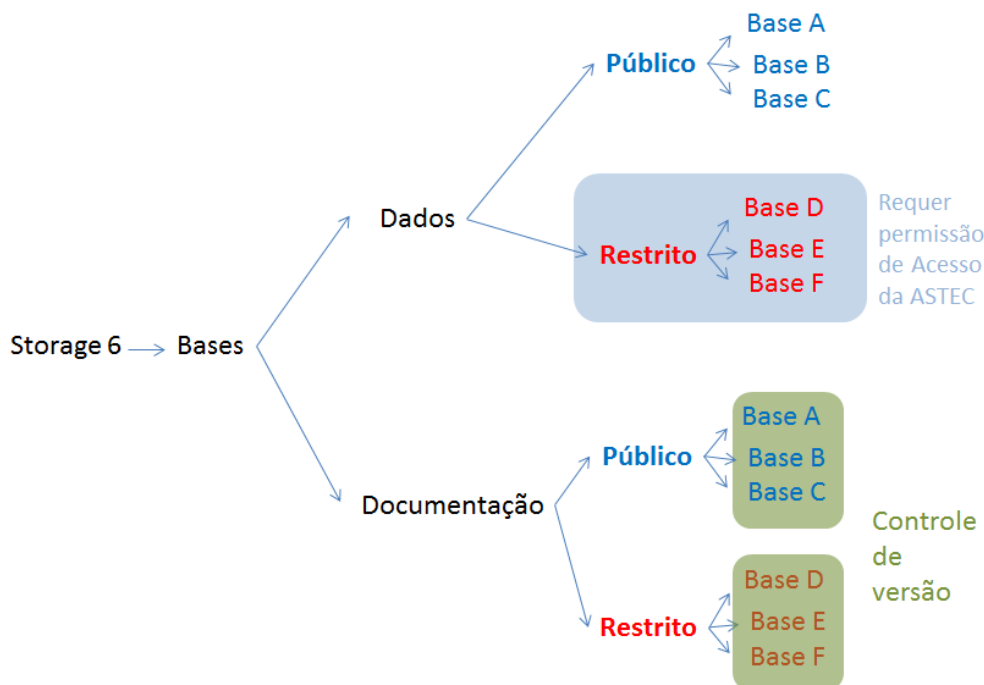 Base A
Público
Base B
Base C
Dados
Base D
Restrito
Base E
Base F
Requer
permissão
de Acesso
da ASTEC
Storage 6
Bases
Base A
Público
Base B
Base C
Documentação
Controle
de
versão
Base D
Restrito
Base E
Base F